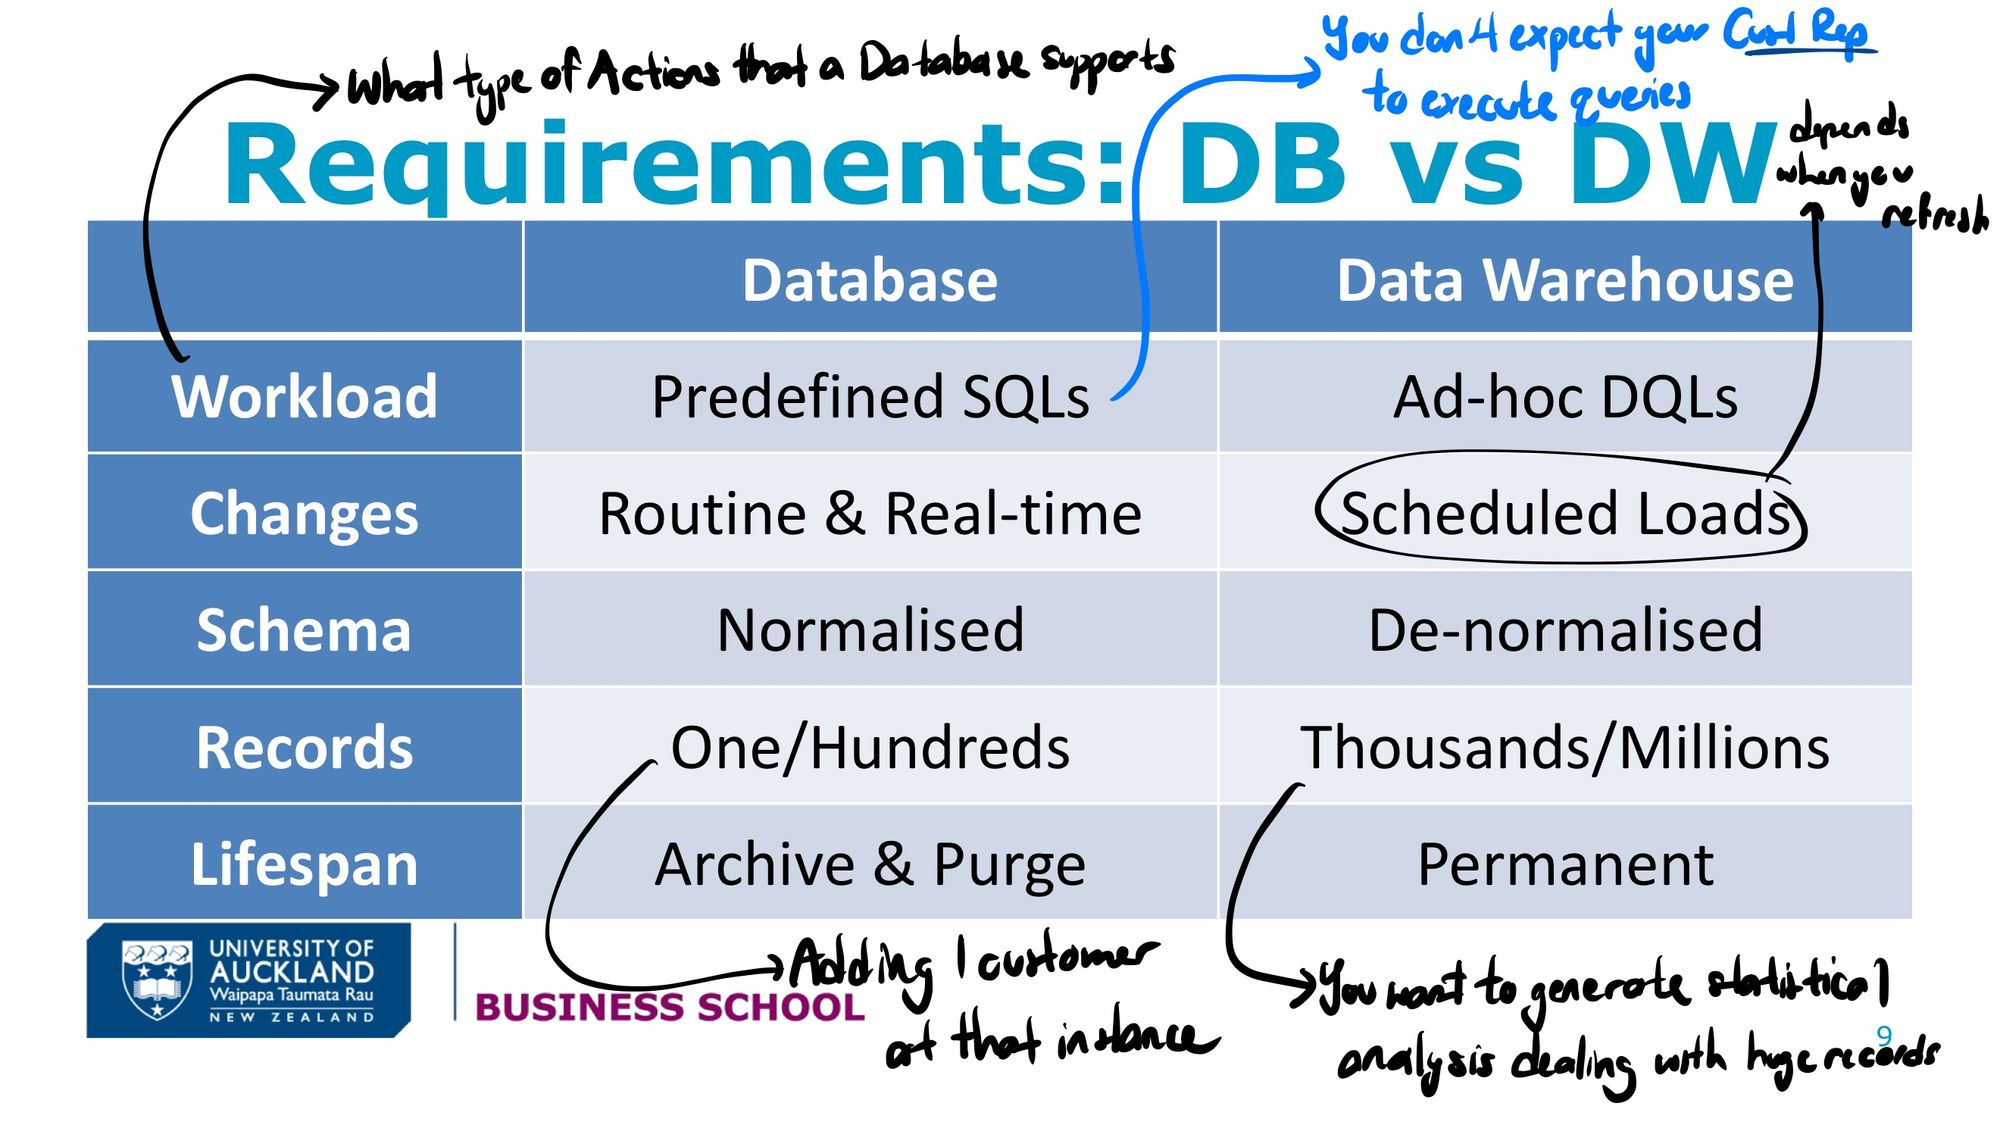 What type of Actions that a Database supports
You don't expect your Cust Rep
to execute queries
Requirements: DB vs DW
depends
when you
refresh
Database Data Warehouse
Workload Predefined SQLs Ad-hoc DQLs
Changes Routine & Real-time Scheduled Loads
Schema Normalised De-normalised
Records One/Hundreds Thousands/Millions
Lifespan Archive & Purge Permanent
UNIVERSITY OF
AUCKLAND
Waipapa Taumata Rau
NEW ZEALAND
BUSINESS SCHOOL
Adding 1 customer
at that instance
You want to generate statistical
analysis dealing with huge records
9